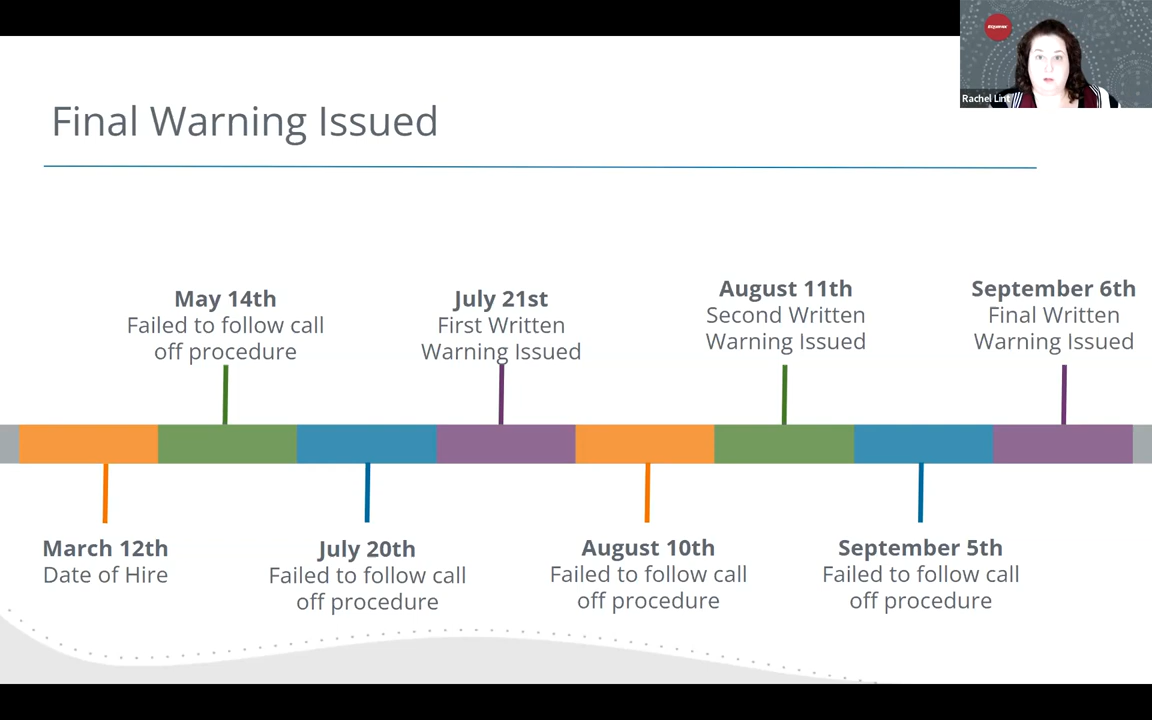 Final Warning Issued
Rachel Lint
March 12th
Date of Hire
May 14th
Failed to follow call
off procedure
July 20th
Failed to follow call
off procedure
July 21st
First Written
Warning Issued
August 10th
Failed to follow call
off procedure
August 11th
Second Written
Warning Issued
September 5th
Failed to follow call
off procedure
September 6th
Final Written
Warning Issued